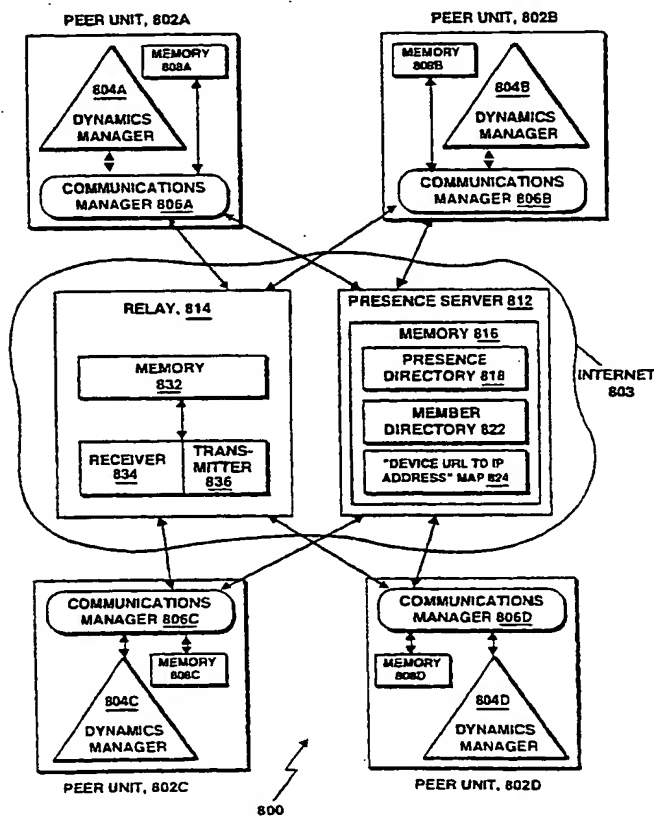 PEER UNIT, 802A
PEER UNIT, 802B
MEMORY
808A
804A
DYNAMICS
MANAGER
COMMUNICATIONS
MANAGER 806A
MEMORY
808B
804B
DYNAMICS
MANAGER
COMMUNICATIONS
MANAGER 806B
RELAY, 814
MEMORY
832
RECEIVER
834
TRANS-
MITTER
836
PRESENCE SERVER 812
MEMORY 816
PRESENCE
DIRECTORY 818
MEMBER
DIRECTORY 822
"DEVICE URL TO IP
ADDRESS" MAP 824
INTERNET
803
COMMUNICATIONS
MANAGER 806C
MEMORY
808C
804C
DYNAMICS
MANAGER
COMMUNICATIONS
MANAGER 806D
MEMORY
808D
804D
DYNAMICS
MANAGER
PEER UNIT, 802C
PEER UNIT, 802D
800